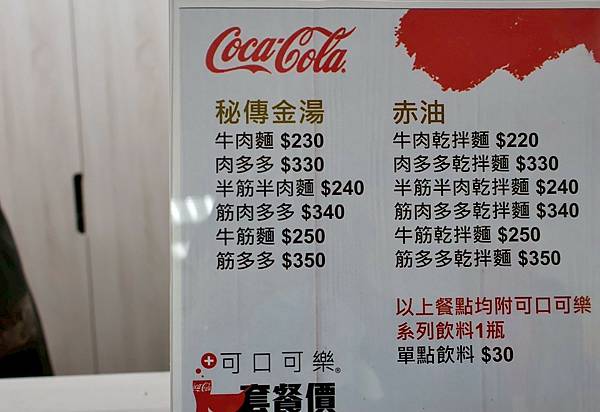 Coca-Cola
秘傳金湯
牛肉麵 $230
肉多多 $330
半筋半肉麵 $240
筋肉多多 $340
牛筋麵 $250
筋多多 $350
赤油
牛肉乾拌麵 $220
肉多多乾拌麵 $330
半筋半肉乾拌麵 $240
筋肉多多乾拌麵 $340
牛筋乾拌麵 $250
筋多多乾拌麵 $350
以上餐點均附可口可樂
系列飲料1瓶
單點飲料 $30
可口可樂®
Coca-Cola
套餐價